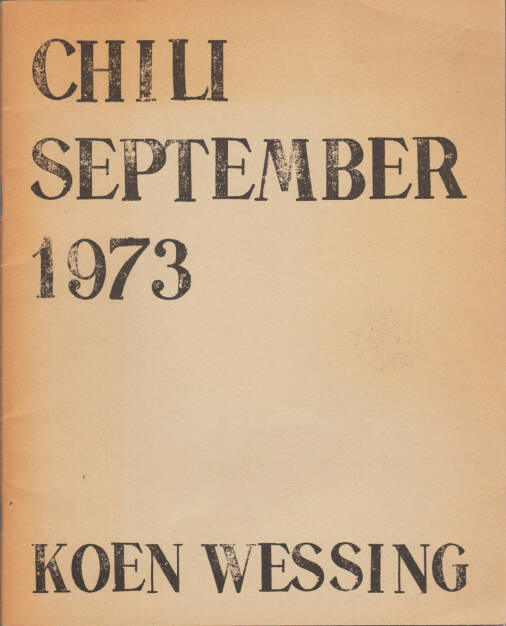 CHILI
SEPTEMBER
1973
KOEN WESSING